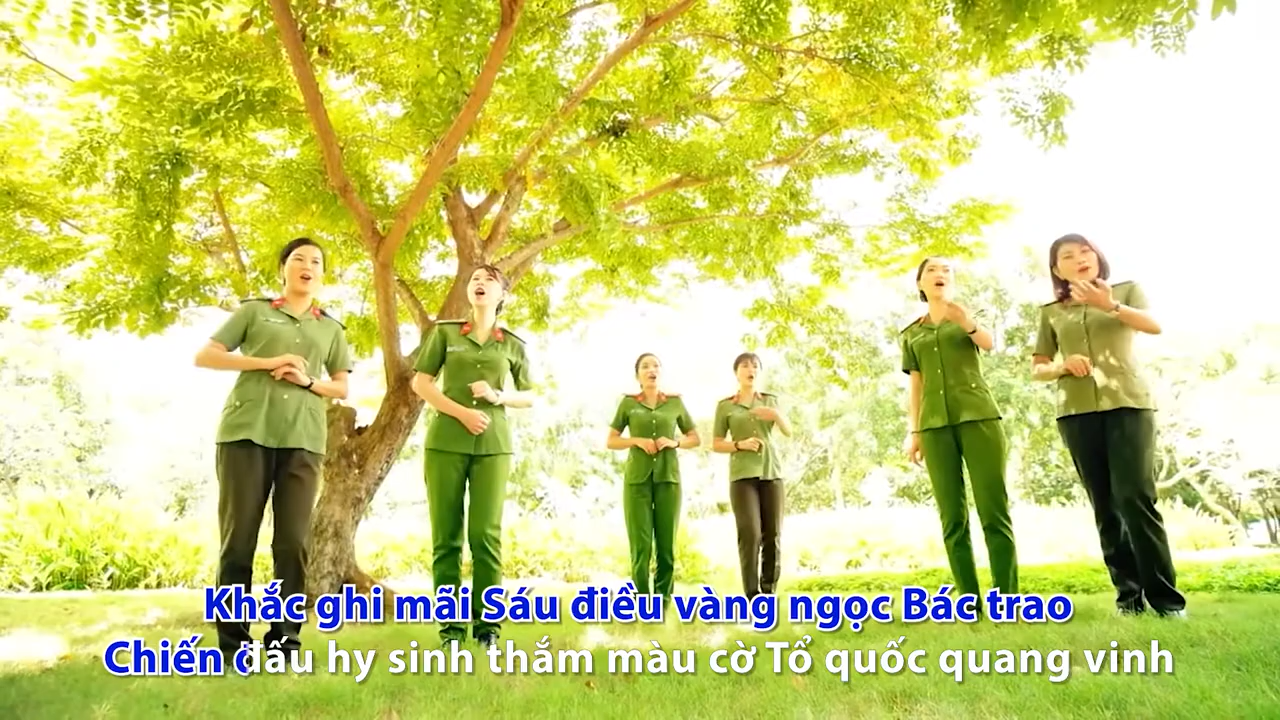 Khắc ghi mãi Sáu điều vàng ngọc Bác trao
Chiến đấu hy sinh thắm màu cờ Tổ quốc quang vinh